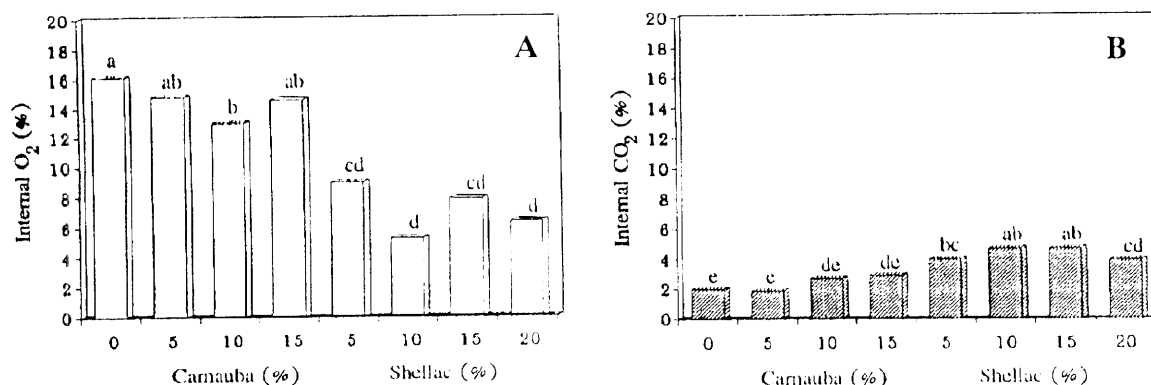 A
Internal O2 (%)
20
18
16
14
12
10
8
6
4
2
0
a
ab
b
ab
cd
d
cd
d
0 5 10 15 5 10 15 20
Carnauba (%) Shellac (%)
B
Internal CO2 (%)
20
18
16
14
12
10
8
6
4
2
0
e
e
de
de
bc
ab
ab
cd
0 5 10 15 5 10 15 20
Carnauba (%) Shellac (%)